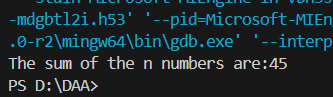 -mdgbtl2i.h53' '--pid=Microsoft-MIEn
.0-r2\mingw64\bin\gdb.exe' '--interp
The sum of the n numbers are:45
PS D:\DAA>